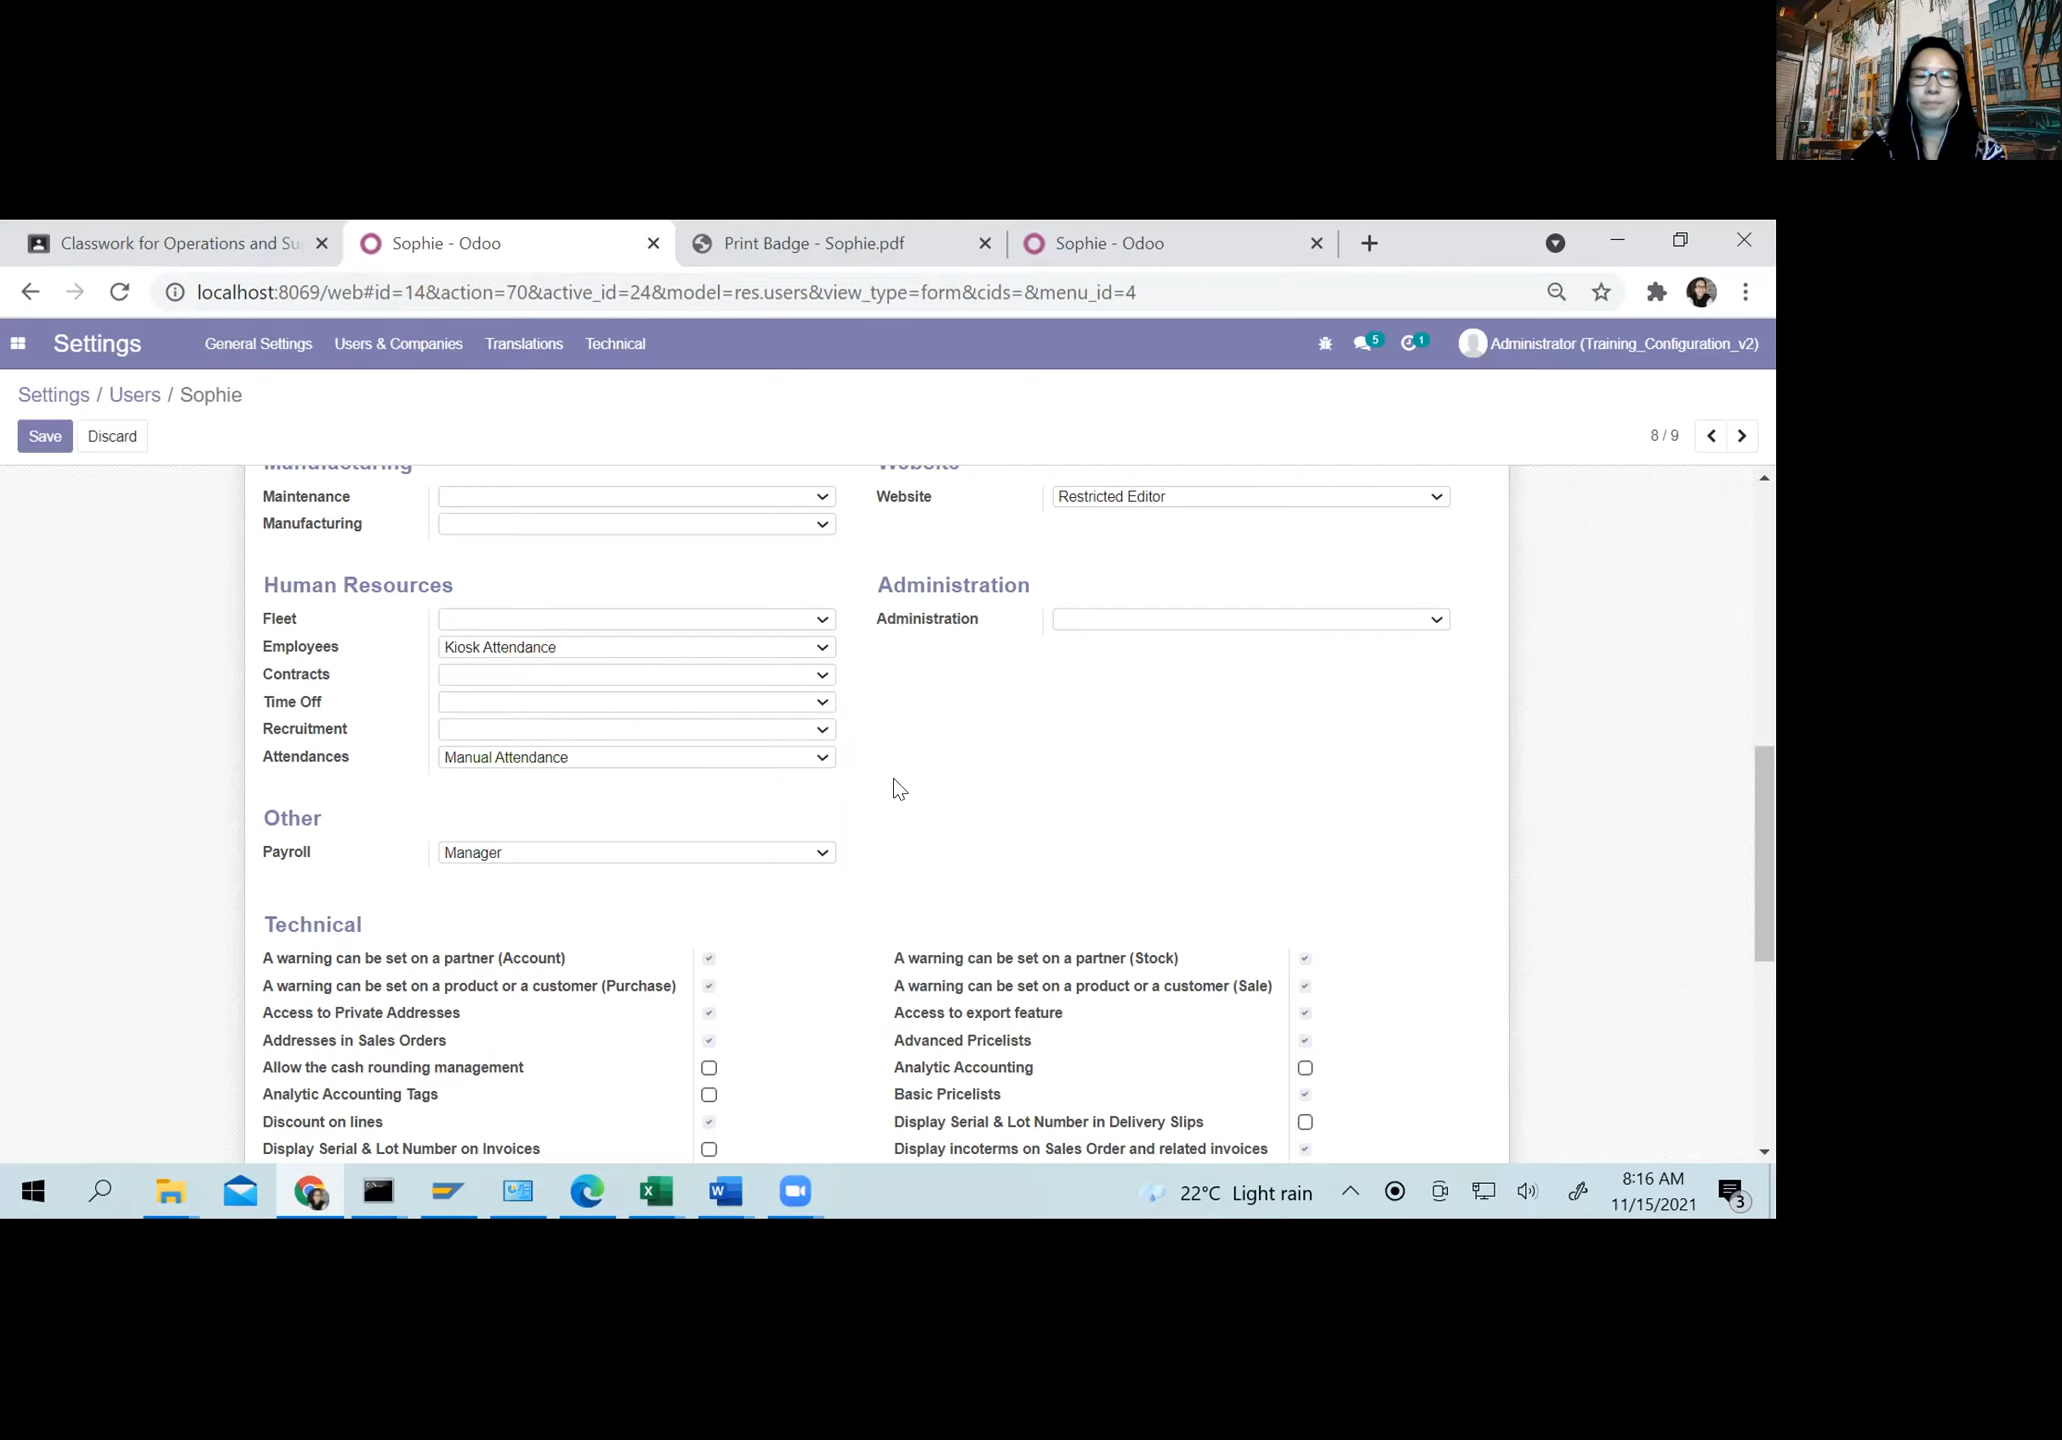 Classwork for Operations and Su
Sophie - Odoo
Print Badge - Sophie.pdf
Sophie - Odoo
localhost:8069/web#id=14&action=70&active_id=24&model=res.users&view_type=form&cids=&menu_id=4
Settings
General Settings
Users & Companies
Translations
Technical
5
1
Administrator (Training_Configuration_v2)
Settings / Users / Sophie
Save
Discard
8 / 9
Manufacturing
Website
Maintenance
Website
Restricted Editor
Manufacturing
Human Resources
Administration
Fleet
Administration
Employees
Kiosk Attendance
Contracts
Time Off
Recruitment
Attendances
Manual Attendance
Other
Payroll
Manager
Technical
A warning can be set on a partner (Account)
A warning can be set on a partner (Stock)
A warning can be set on a product or a customer (Purchase)
A warning can be set on a product or a customer (Sale)
Access to Private Addresses
Access to export feature
Addresses in Sales Orders
Advanced Pricelists
Allow the cash rounding management
Analytic Accounting
Analytic Accounting Tags
Basic Pricelists
Discount on lines
Display Serial & Lot Number in Delivery Slips
Display Serial & Lot Number on Invoices
Display incoterms on Sales Order and related invoices
22°C Light rain
8:16 AM
11/15/2021
3